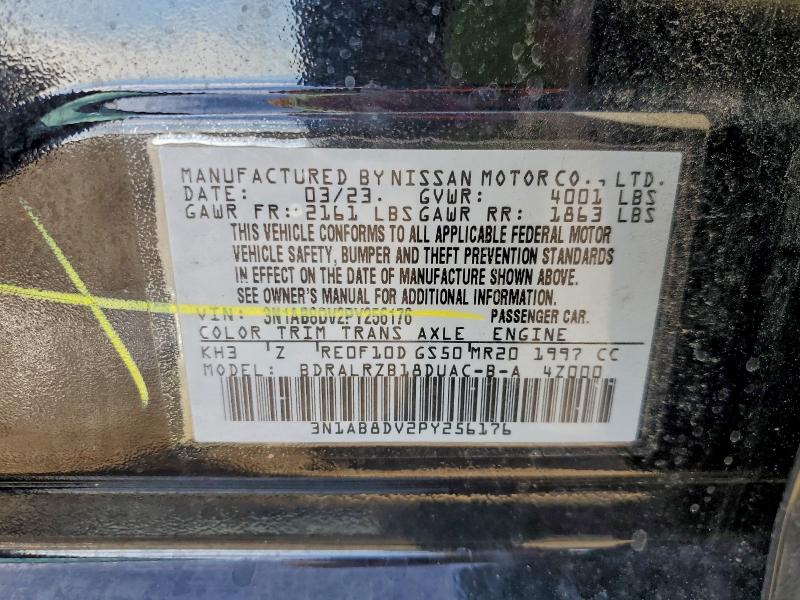 MANUFACTURED BY NISSAN MOTOR CO., LTD.
DATE: 03/23. GVWR: 4001 LBS
GAWR FR: 2161 LBS GAWR RR: 1863 LBS
THIS VEHICLE CONFORMS TO ALL APPLICABLE FEDERAL MOTOR
VEHICLE SAFETY, BUMPER AND THEFT PREVENTION STANDARDS
IN EFFECT ON THE DATE OF MANUFACTURE SHOWN ABOVE.
SEE OWNER'S MANUAL FOR ADDITIONAL INFORMATION.
VIN: 3N1AB8DV2PY256176 PASSENGER CAR.
COLOR TRIM TRANS AXLE ENGINE
KH3 Z RE0F10D GS50 MR20 1997 CC
MODEL: BDRALRZB18DUAC-B-A 4Z000
3N1AB8DV2PY256176